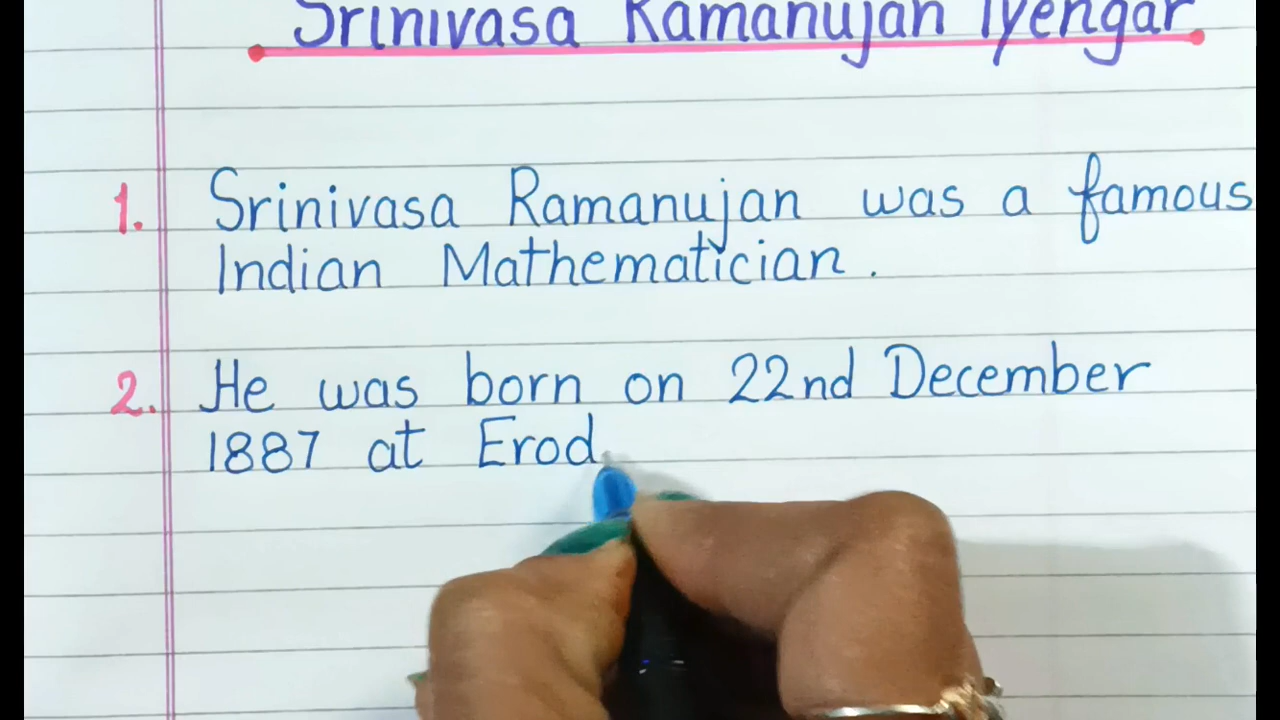 Srinivasa Ramanujan Iyengar
1. Srinivasa Ramanujan was a famous
Indian Mathematician.
2. He was born on 22nd December
1887 at Erod